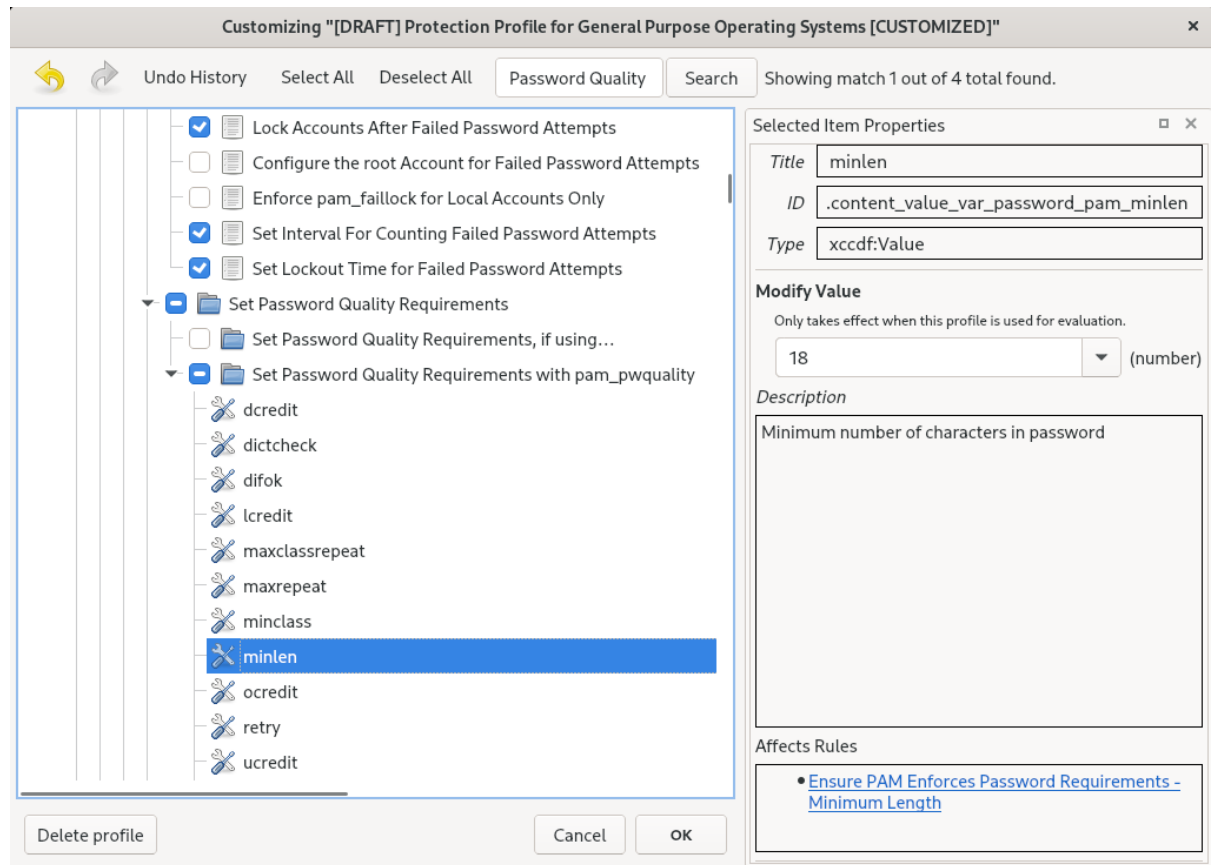 Customizing "[DRAFT] Protection Profile for General Purpose Operating Systems [CUSTOMIZED]"
Undo History Select All Deselect All Password Quality Search Showing match 1 out of 4 total found.
Lock Accounts After Failed Password Attempts
Configure the root Account for Failed Password Attempts
Enforce pam_faillock for Local Accounts Only
Set Interval For Counting Failed Password Attempts
Set Lockout Time for Failed Password Attempts
Set Password Quality Requirements
Set Password Quality Requirements, if using...
Set Password Quality Requirements with pam_pwquality
dcredit
dictcheck
difok
lcredit
maxclassrepeat
maxrepeat
minclass
minlen
ocredit
retry
ucredit
Delete profile Cancel OK
Selected Item Properties
Title minlen
ID .content_value_var_password_pam_minlen
Type xccdf:Value
Modify Value
Only takes effect when this profile is used for evaluation.
18 (number)
Description
Minimum number of characters in password
Affects Rules
Ensure PAM Enforces Password Requirements -
Minimum Length